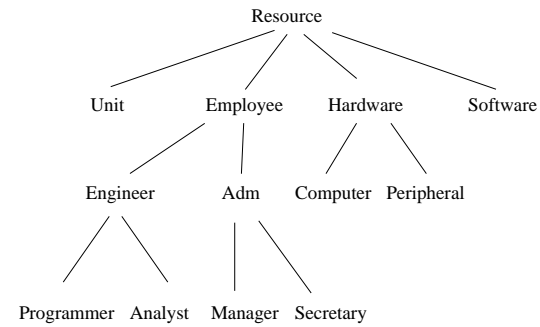 Resource
Unit Employee Hardware Software
Engineer Adm Computer Peripheral
Programmer Analyst Manager Secretary